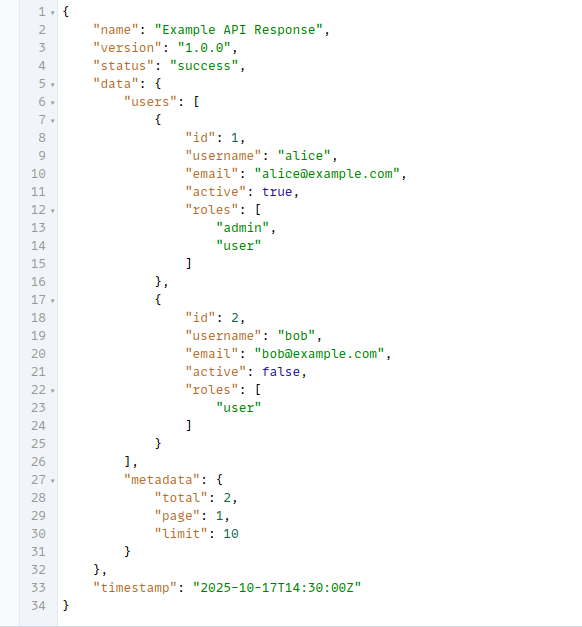 1 {
2     "name": "Example API Response",
3     "version": "1.0.0",
4     "status": "success",
5     "data": {
6         "users": [
7             {
8                 "id": 1,
9                 "username": "alice",
10                 "email": "alice@example.com",
11                 "active": true,
12                 "roles": [
13                     "admin",
14                     "user"
15                 ]
16             },
17             {
18                 "id": 2,
19                 "username": "bob",
20                 "email": "bob@example.com",
21                 "active": false,
22                 "roles": [
23                     "user"
24                 ]
25             }
26         ],
27         "metadata": {
28             "total": 2,
29             "page": 1,
30             "limit": 10
31         }
32     },
33     "timestamp": "2025-10-17T14:30:00Z"
34 }